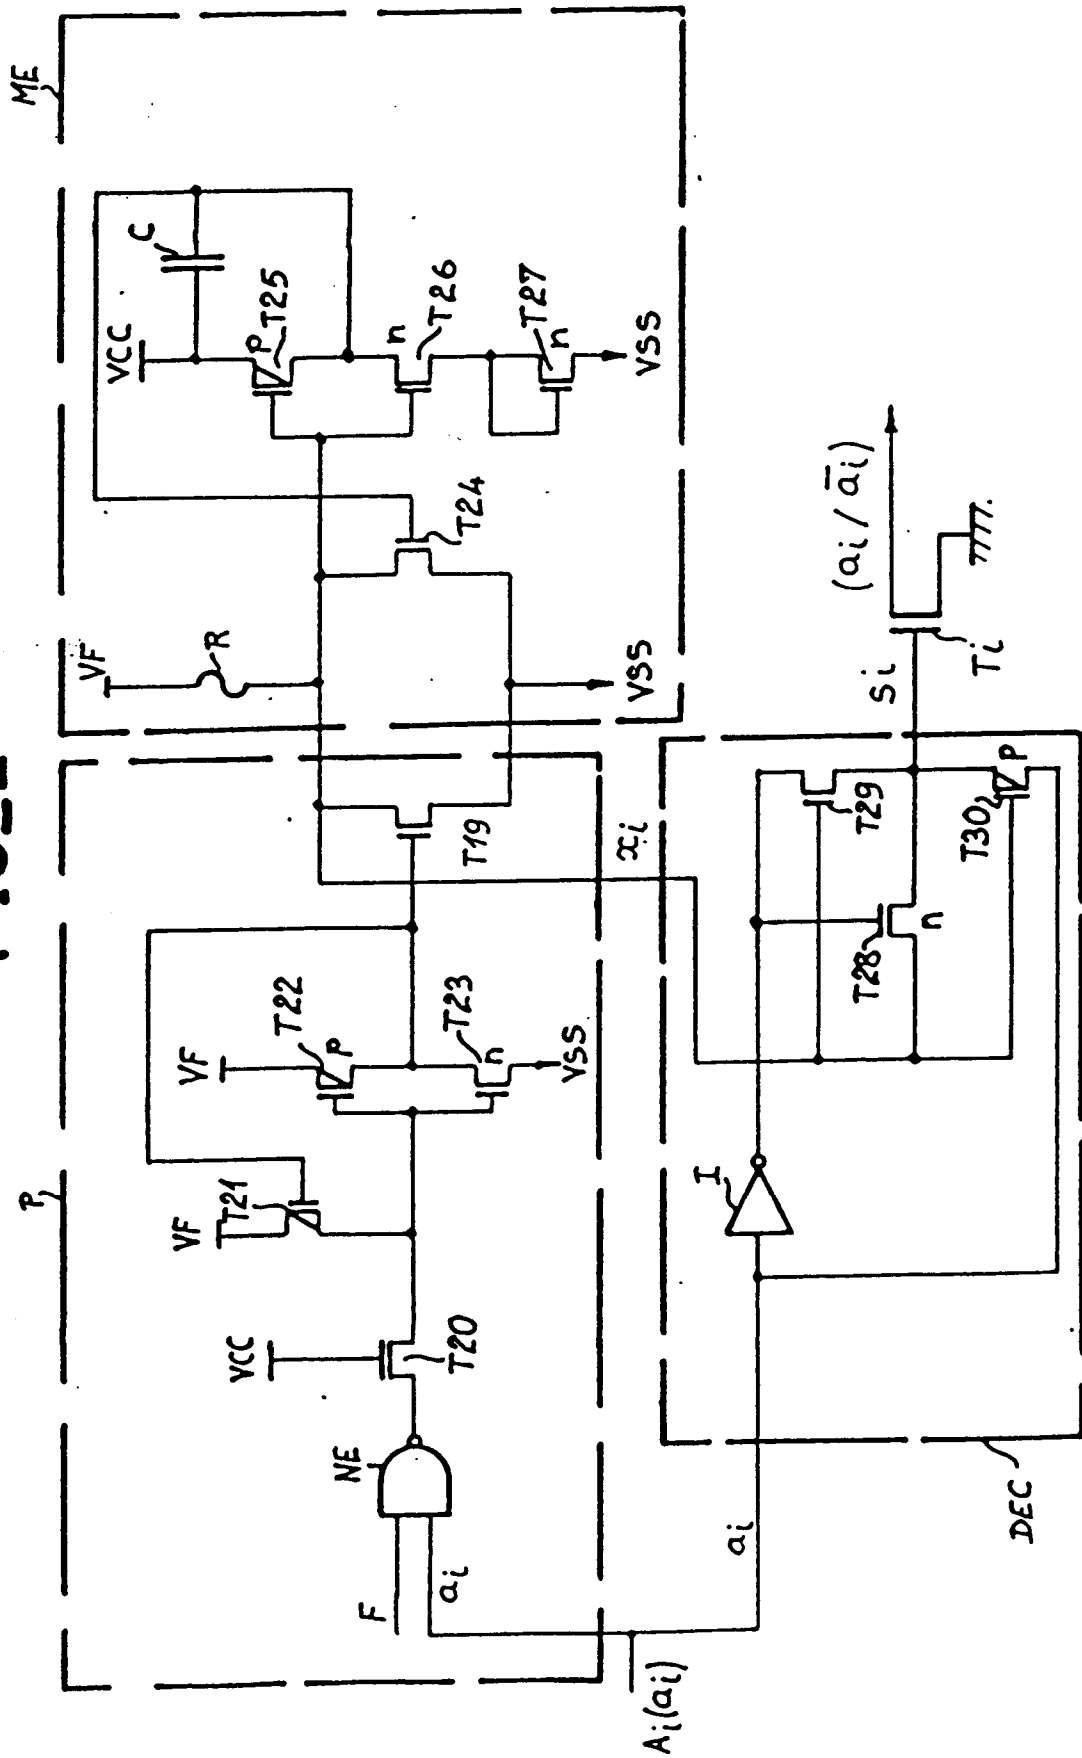 ME
P
VF
R
VCC
C
P
T25
n
T26
T27
n
VSS
T24
VSS
VF
T21
VF
T22
P
T23
n
VSS
T19
VCC
T20
NE
F
ai
Ai(ai)
xi
ai
I
T28
n
T29
T30
P
si
Ti
(ai / āi)
DEC